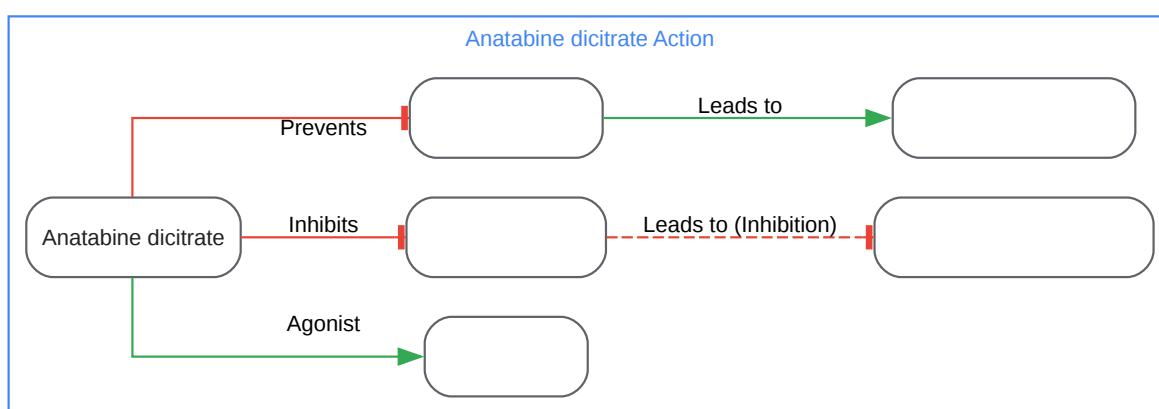 Anatabine dicitrate Action
Prevents
Leads to
Anatabine dicitrate
Inhibits
Leads to (Inhibition)
Agonist